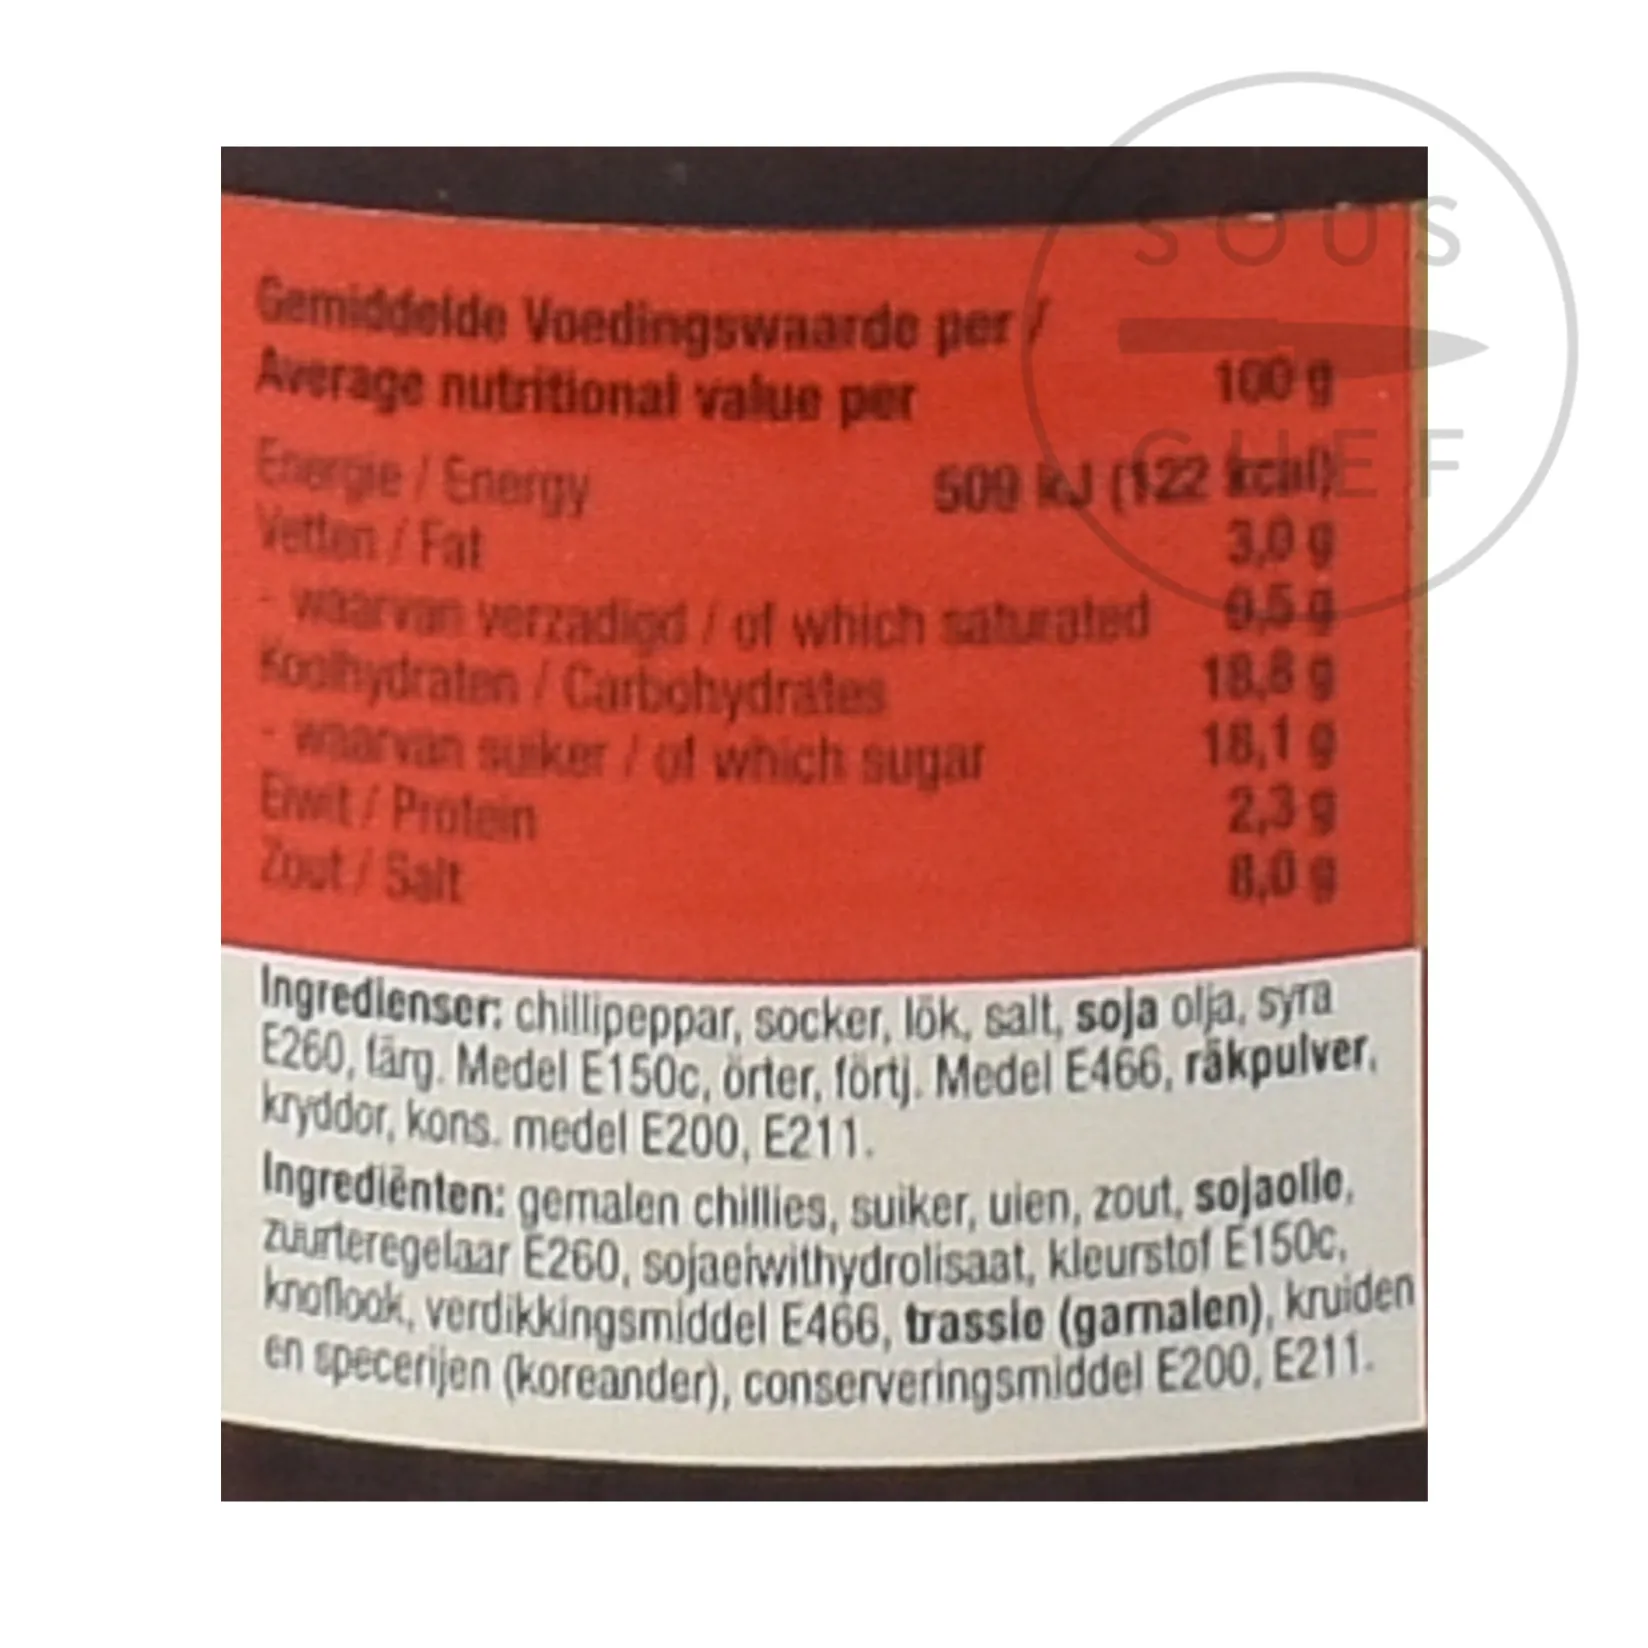 SOUS
CHEF
Gemiddelde Voedingswaarde per /
Average nutritional value per 100 g
Energie / Energy 509 kJ (122 kcal)
Vetten / Fat 3,0 g
- waarvan verzadigd / of which saturated 0,5 g
Koolhydraten / Carbohydrates 18,8 g
- waarvan suiker / of which sugar 18,1 g
Eiwit / Protein 2,3 g
Zout / Salt 8,0 g
Ingredienser: chillipeppar, socker, lök, salt, soja olja, syra
E260, färg. Medel E150c, örter, förtj. Medel E466, räkpulver,
kryddor, kons. medel E200, E211.
Ingrediënten: gemalen chillies, suiker, uien, zout, sojaolie,
zuurteregelaar E260, sojaeiwithydrolisaat, kleurstof E150c,
knoflook, verdikkingsmiddel E466, trassie (garnalen), kruiden
en specerijen (koreander), conserveringsmiddel E200, E211.